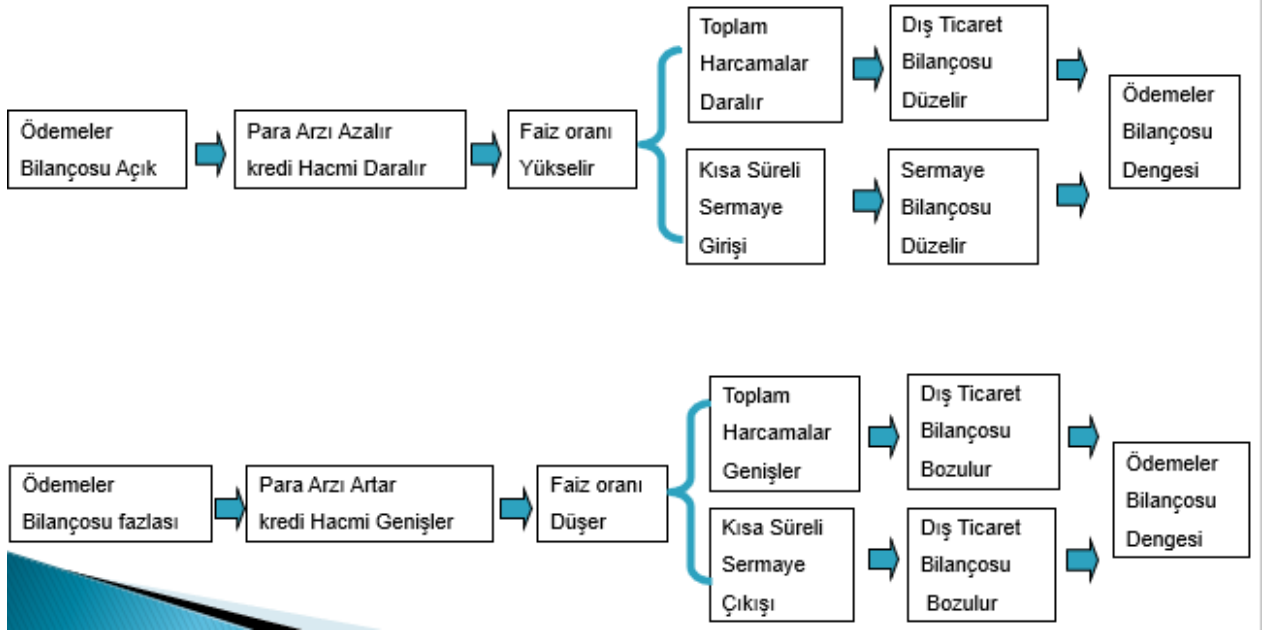 Ödemeler
Bilançosu Açık
Para Arzı Azalır
kredi Hacmi Daralır
Faiz oranı
Yükselir
Toplam
Harcamalar
Daralır
Dış Ticaret
Bilançosu
Düzelir
Kısa Süreli
Sermaye
Girişi
Sermaye
Bilançosu
Düzelir
Ödemeler
Bilançosu
Dengesi
Ödemeler
Bilançosu fazlası
Para Arzı Artar
kredi Hacmi Genişler
Faiz oranı
Düşer
Toplam
Harcamalar
Genişler
Dış Ticaret
Bilançosu
Bozulur
Kısa Süreli
Sermaye
Çıkışı
Dış Ticaret
Bilançosu
Bozulur
Ödemeler
Bilançosu
Dengesi